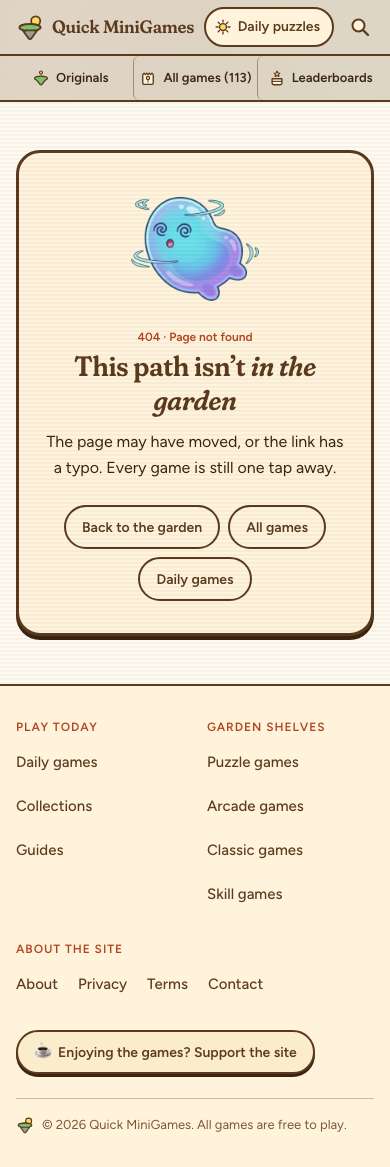 Quick MiniGames
Daily puzzles
Originals
All games (113)
Leaderboards
404 · Page not found
This path isn’t in the
garden
The page may have moved, or the link has
a typo. Every game is still one tap away.
Back to the garden
All games
Daily games
PLAY TODAY
Daily games
Collections
Guides
GARDEN SHELVES
Puzzle games
Arcade games
Classic games
Skill games
ABOUT THE SITE
About Privacy Terms Contact
Enjoying the games? Support the site
© 2026 Quick MiniGames. All games are free to play.